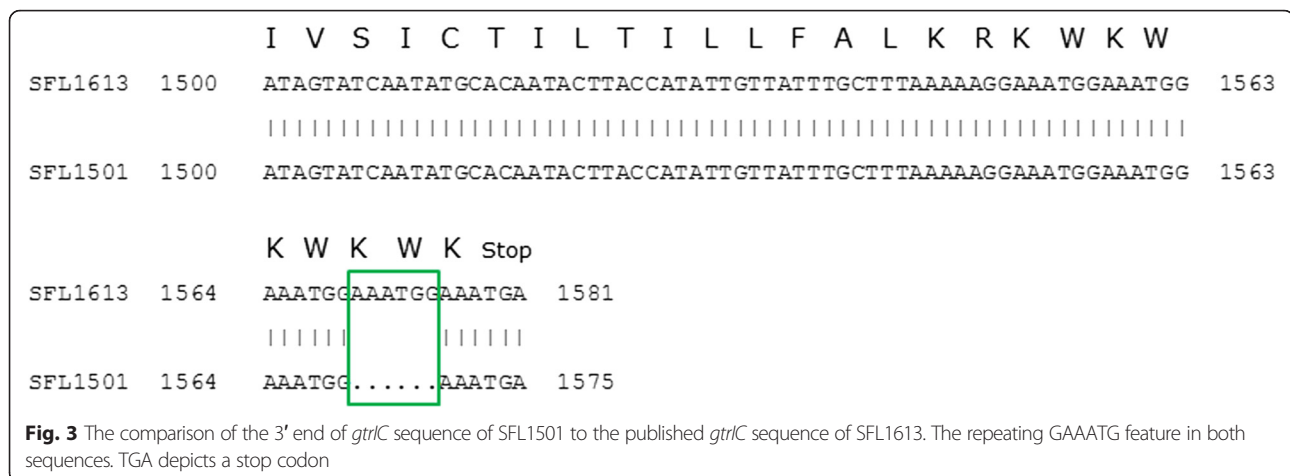 I V S I C T I L T I L L F A L K R K W K W
SFL1613 1500 ATAGTATCAATATGCACAATACTTACCATATTGTTATTTGCTTTAAAAAGGAAATGGAAATGG 1563
SFL1501 1500 ATAGTATCAATATGCACAATACTTACCATATTGTTATTTGCTTTAAAAAGGAAATGGAAATGG 1563
K W K W K Stop
SFL1613 1564 AAATGGAAATGGAAATGA 1581
SFL1501 1564 AAATGG......AAATGA 1575
Fig. 3 The comparison of the 3′ end of gtrIC sequence of SFL1501 to the published gtrIC sequence of SFL1613. The repeating GAAATG feature in both
sequences. TGA depicts a stop codon